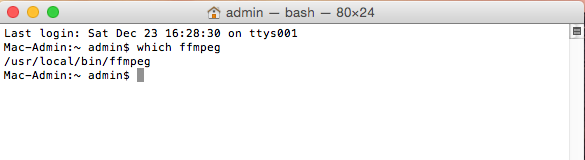 admin — bash — 80×24
Last login: Sat Dec 23 16:28:30 on ttys001
Mac-Admin:~ admin$ which ffmpeg
/usr/local/bin/ffmpeg
Mac-Admin:~ admin$